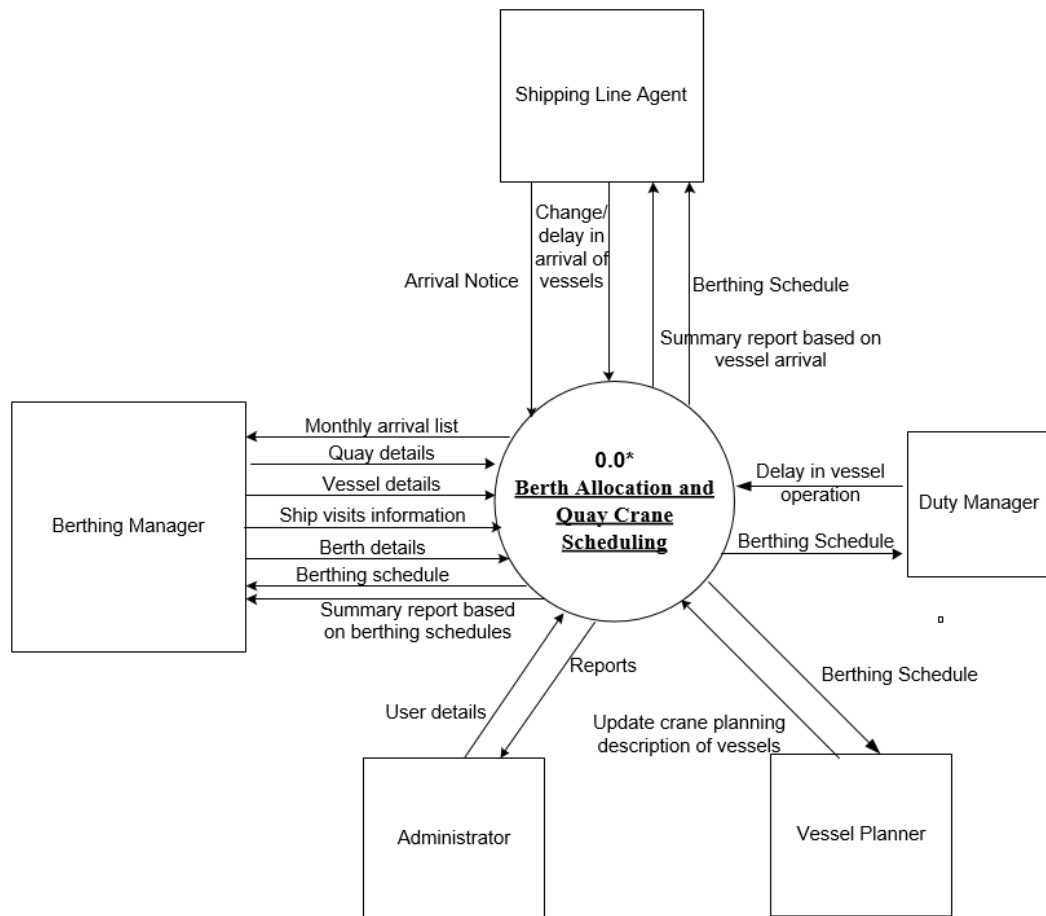 Shipping Line Agent
Change/
delay in
arrival of
vessels
Arrival Notice
Berthing Schedule
Summary report based on
vessel arrival
Monthly arrival list
Quay details
Vessel details
Ship visits information
Berth details
Berthing schedule
Summary report based
on berthing schedules
Berthing Manager
0.0*
Berth Allocation and
Quay Crane
Scheduling
Delay in vessel
operation
Duty Manager
Berthing Schedule
Reports
User details
Berthing Schedule
Update crane planning
description of vessels
Administrator
Vessel Planner